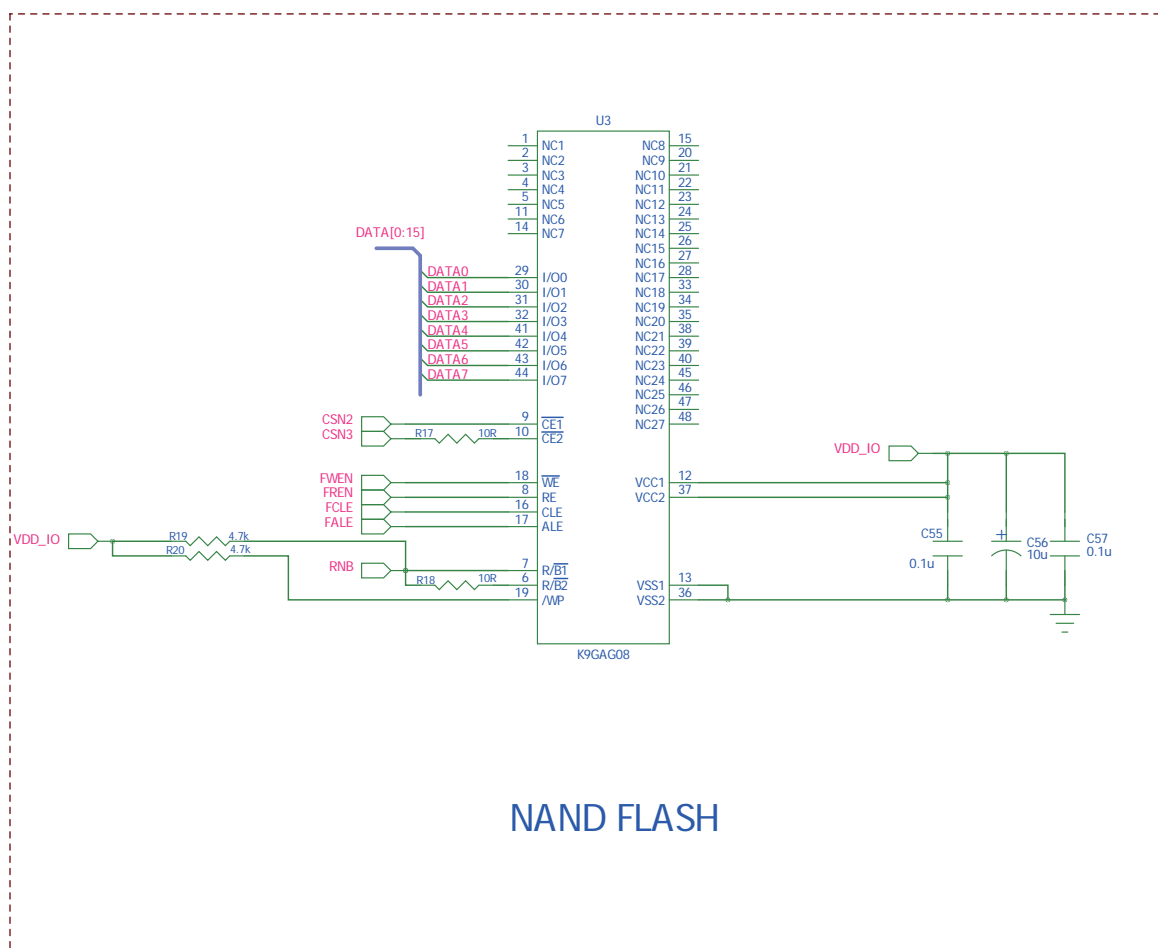 U3
1 NC1 NC8 15
2 NC2 NC9 20
3 NC3 NC10 21
4 NC4 NC11 22
5 NC5 NC12 23
11 NC6 NC13 24
14 NC7 NC14 25
DATA[0:15]
NC15 26
NC16 27
DATA0 29 I/O0 NC17 28
DATA1 30 I/O1 NC18 33
DATA2 31 I/O2 NC19 34
DATA3 32 I/O3 NC20 35
DATA4 41 I/O4 NC21 38
DATA5 42 I/O5 NC22 39
DATA6 43 I/O6 NC23 40
DATA7 44 I/O7 NC24 45
NC25 46
NC26 47
CSN2 9 CE1 NC27 48
CSN3 R17 10R 10 CE2
VDD_IO
FWEN 18 WE VCC1 12
FREN 8 RE VCC2 37
FCLE 16 CLE
FALE 17 ALE
VDD_IO R19 4.7k
R20 4.7k
C55 0.1u
+ C56 10u
C57 0.1u
RNB 7 R/B1
R18 10R 6 R/B2 VSS1 13
19 /WP VSS2 36
K9GAG08
NAND FLASH